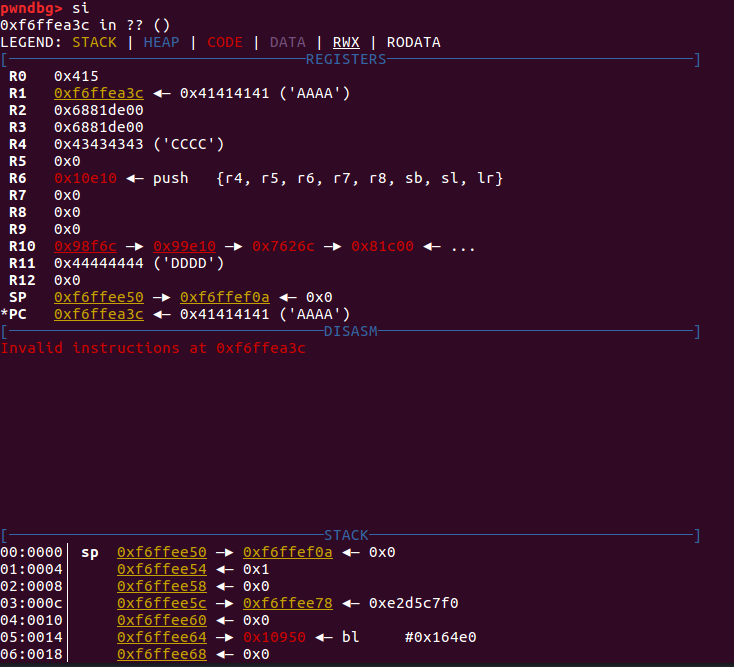 pwndbg> si
0xf6ffea3c in ?? ()
LEGEND: STACK | HEAP | CODE | DATA | RWX | RODATA
[─────────────────────────────────REGISTERS──────────────────────────────────]
R0 0x415
R1 0xf6ffea3c ◂— 0x41414141 ('AAAA')
R2 0x6881de00
R3 0x6881de00
R4 0x43434343 ('CCCC')
R5 0x0
R6 0x10e10 ◂— push {r4, r5, r6, r7, r8, sb, sl, lr}
R7 0x0
R8 0x0
R9 0x0
R10 0x98f6c —▸ 0x99e10 —▸ 0x7626c —▸ 0x81c00 ◂— ...
R11 0x44444444 ('DDDD')
R12 0x0
SP 0xf6ffee50 —▸ 0xf6ffef0a ◂— 0x0
*PC 0xf6ffea3c ◂— 0x41414141 ('AAAA')
[───────────────────────────────────DISASM───────────────────────────────────]
Invalid instructions at 0xf6ffea3c
[───────────────────────────────────STACK────────────────────────────────────]
00:0000│ sp 0xf6ffee50 —▸ 0xf6ffef0a ◂— 0x0
01:0004│ 0xf6ffee54 ◂— 0x1
02:0008│ 0xf6ffee58 ◂— 0x0
03:000c│ 0xf6ffee5c —▸ 0xf6ffee78 ◂— 0xe2d5c7f0
04:0010│ 0xf6ffee60 ◂— 0x0
05:0014│ 0xf6ffee64 —▸ 0x10950 ◂— bl #0x164e0
06:0018│ 0xf6ffee68 ◂— 0x0